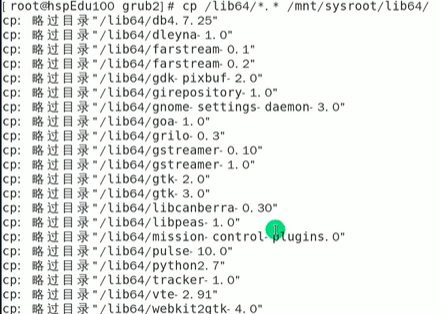 [ root@hspEdu100 grub2]# cp /lib64/*.* /mnt/sysroot/lib64/
cp: 略过目录"/lib64/db4.7.25"
cp: 略过目录"/lib64/dleyna-1.0"
cp: 略过目录"/lib64/farstream-0.1"
cp: 略过目录"/lib64/farstream-0.2"
cp: 略过目录"/lib64/gdk-pixbuf-2.0"
cp: 略过目录"/lib64/girepository-1.0"
cp: 略过目录"/lib64/gnome-settings-daemon-3.0"
cp: 略过目录"/lib64/goa-1.0"
cp: 略过目录"/lib64/grilo-0.3"
cp: 略过目录"/lib64/gstreamer-0.10"
cp: 略过目录"/lib64/gstreamer-1.0"
cp: 略过目录"/lib64/gtk-2.0"
cp: 略过目录"/lib64/gtk-3.0"
cp: 略过目录"/lib64/libcanberra-0.30"
cp: 略过目录"/lib64/libpeas-1.0"
cp: 略过目录"/lib64/mission-control-plugins.0"
cp: 略过目录"/lib64/pulse-10.0"
cp: 略过目录"/lib64/python2.7"
cp: 略过目录"/lib64/tracker-1.0"
cp: 略过目录"/lib64/vte-2.91"
cp: 略过目录"/lib64/webkit2gtk-4.0"